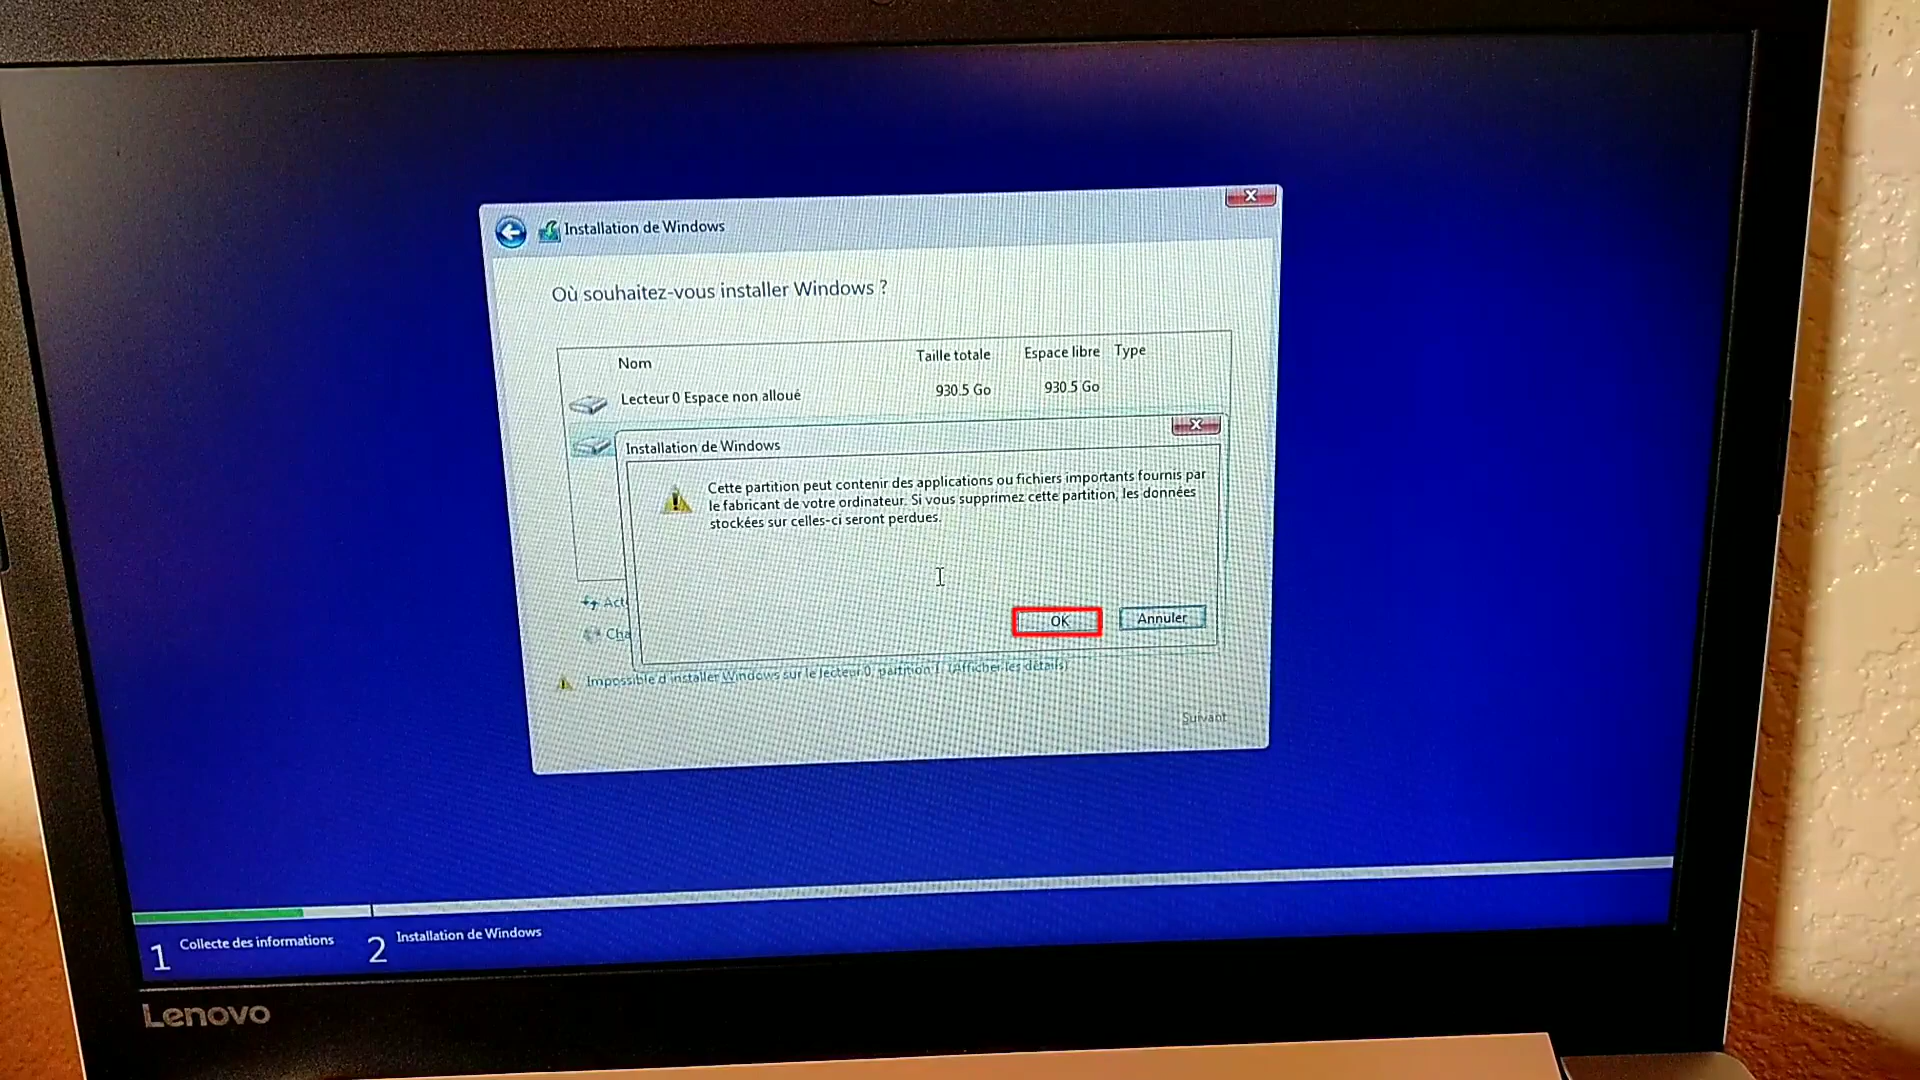 Installation de Windows
Où souhaitez-vous installer Windows ?
Nom Taille totale Espace libre Type
Lecteur 0 Espace non alloué 930.5 Go 930.5 Go
Installation de Windows
Cette partition peut contenir des applications ou fichiers importants fournis par
le fabricant de votre ordinateur. Si vous supprimez cette partition, les données
stockées sur celles-ci seront perdues.
OK Annuler
Act
Cha
Impossible d'installer Windows sur le lecteur 0, partition 1. (Afficher les détails)
Suivant
1 Collecte des informations 2 Installation de Windows
Lenovo